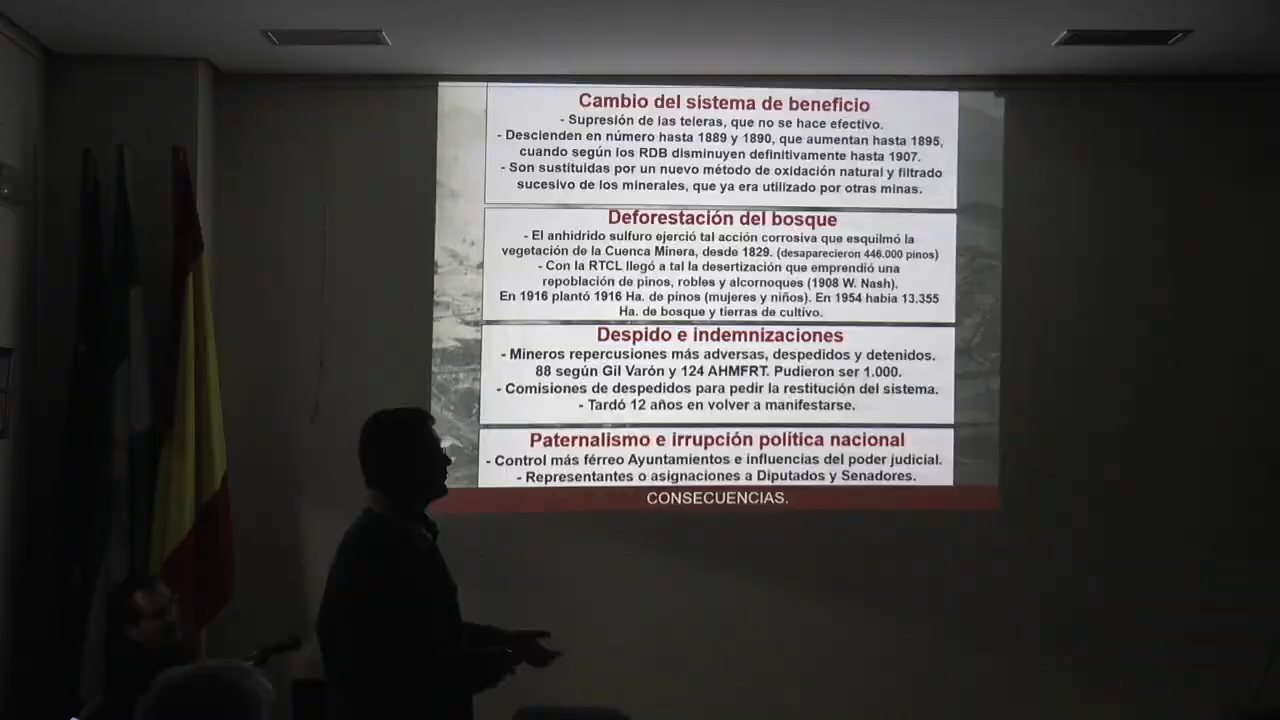 Cambio del sistema de beneficio
- Supresión de las teleras, que no se hace efectivo.
- Descienden en número hasta 1889 y 1890, que aumentan hasta 1895,
cuando según los RDB disminuyen definitivamente hasta 1907.
- Son sustituidas por un nuevo método de oxidación natural y filtrado
sucesivo de los minerales, que ya era utilizado por otras minas.
Deforestación del bosque
- El anhidrido sulfuro ejerció tal acción corrosiva que esquilmó la
vegetación de la Cuenca Minera, desde 1829. (desaparecieron 446.000 pinos)
- Con la RTCL llegó a tal la desertización que emprendió una
repoblación de pinos, robles y alcornoques (1908 W. Nash).
En 1916 plantó 1916 Ha. de pinos (mujeres y niños). En 1954 había 13.355
Ha. de bosque y tierras de cultivo.
Despido e indemnizaciones
- Mineros repercusiones más adversas, despedidos y detenidos.
88 según Gil Varón y 124 AHMFRT. Pudieron ser 1.000.
- Comisiones de despedidos para pedir la restitución del sistema.
- Tardó 12 años en volver a manifestarse.
Paternalismo e irrupción política nacional
- Control más férreo Ayuntamientos e influencias del poder judicial.
- Representantes o asignaciones a Diputados y Senadores.
CONSECUENCIAS.